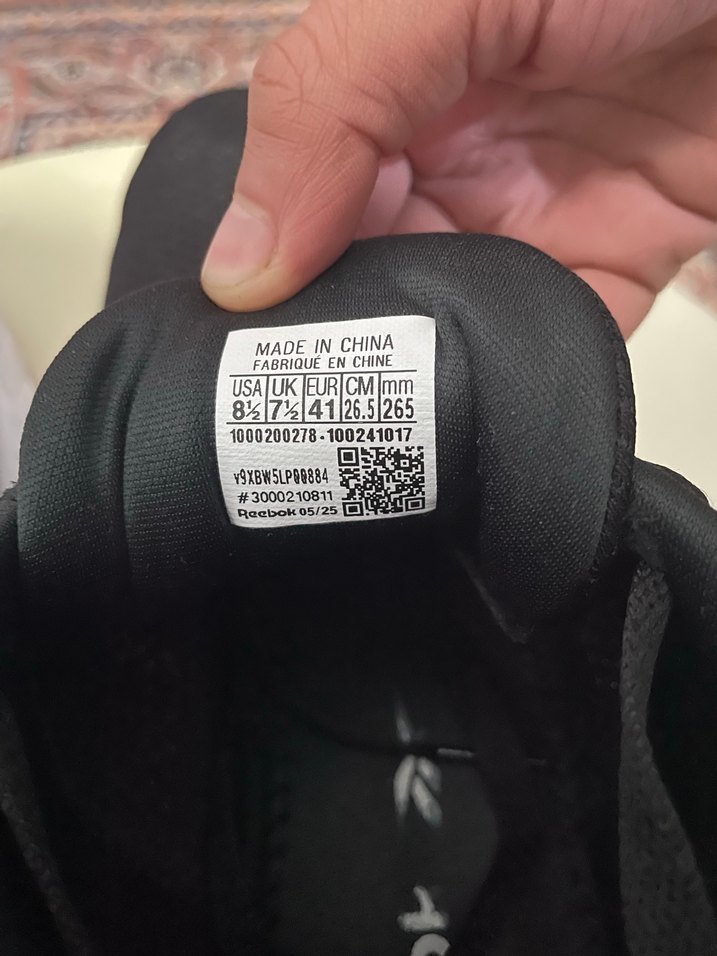 MADE IN CHINA
FABRIQUÉ EN CHINE
USA UK EUR CM mm
8½ 7½ 41 26.5 265
1000200278-100241017
v9XBW5LP00884
#3000210811
Reebok 05/25